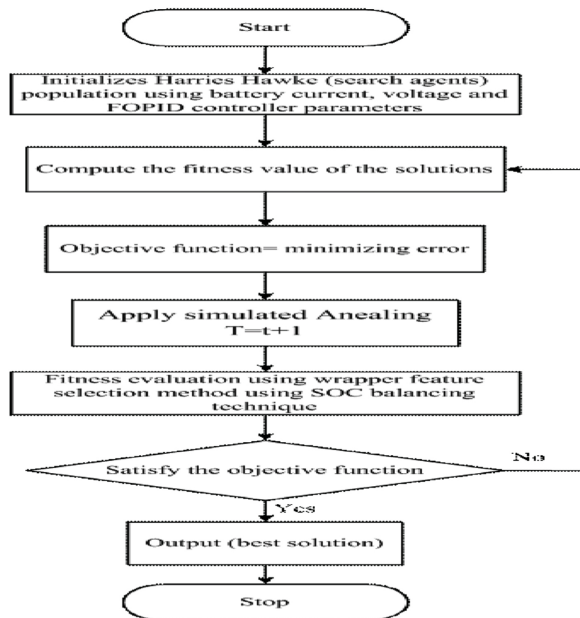 Start
Initializes Harries Hawke (search agents)
population using battery current, voltage and
FOPID controller parameters
Compute the fitness value of the solutions
Objective function= minimizing error
Apply simulated Anealing
T=t+1
Fitness evaluation using wrapper feature
selection method using SOC balancing
technique
Satisfy the objective function
No
Yes
Output (best solution)
Stop